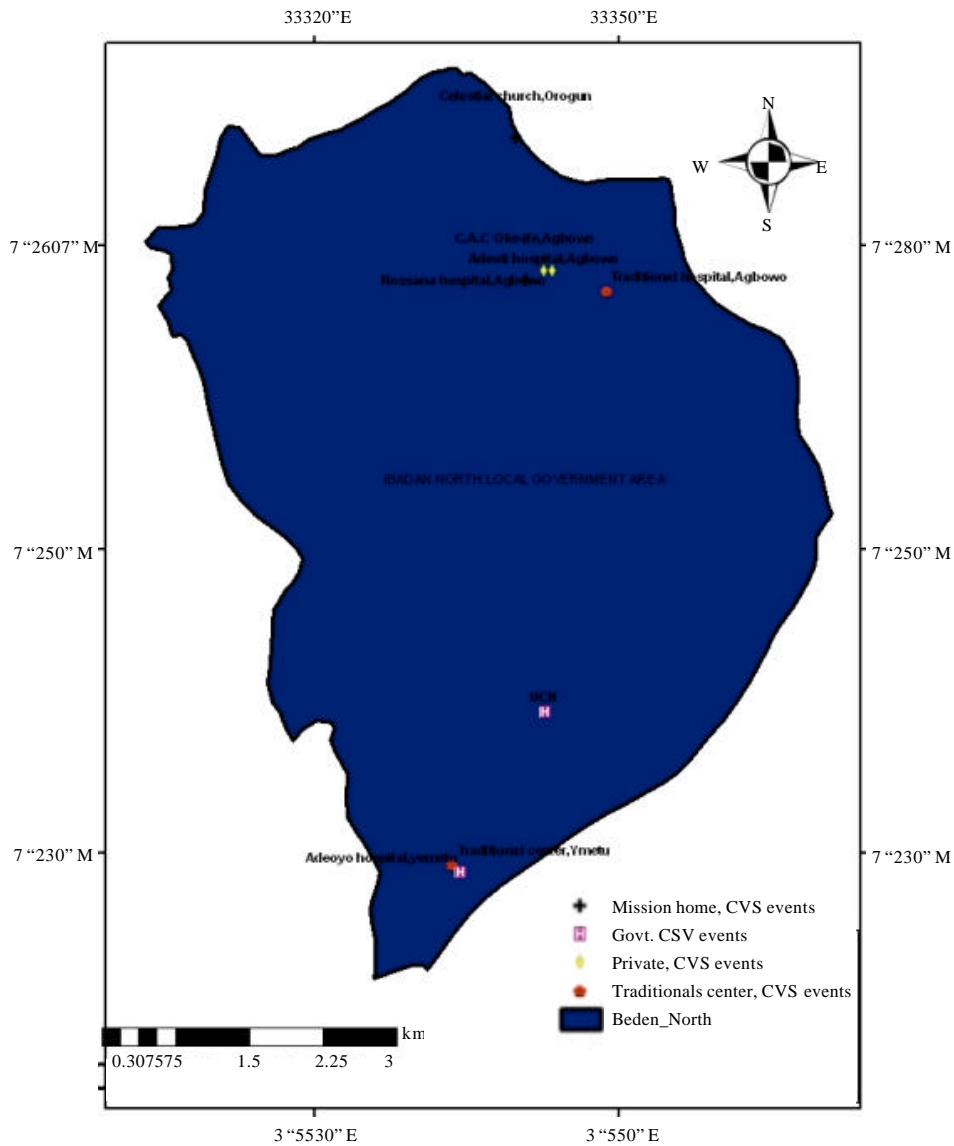 33320”E 33350”E
Celestial church,Orogun
N
W E
S
7 “2607” M 7 “280” M
C.A.C Oke-ife,Agbowo
Adesti hospital,Agbowo
Traditional hospital,Agbowo
hospital,Agbowo
IBADAN NORTH LOCAL GOVERNMENT AREA
7 “250” M 7 “250” M
UCH
7 “230” M 7 “230” M
Adeoyo hospital,yemetu Traditional center,Ymetu
Mission home, CVS events
Govt. CSV events
Private, CVS events
Traditionals center, CVS events
Beden_North
km
0.307575 1.5 2.25 3
3 “5530” E 3 “550” E